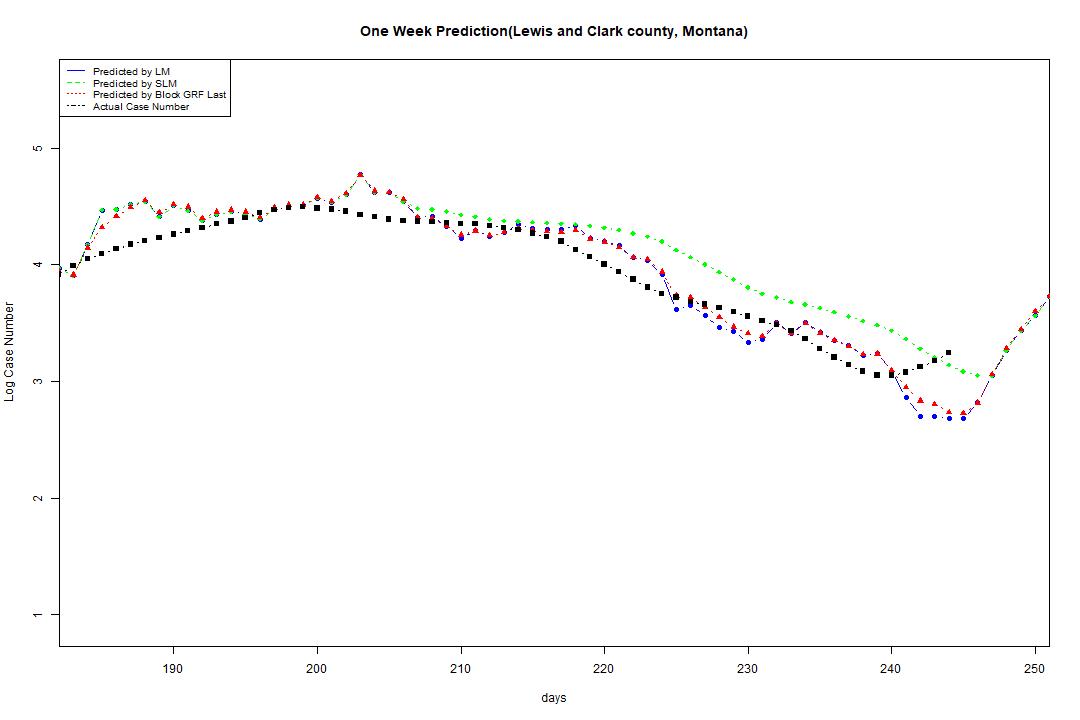 One Week Prediction(Lewis and Clark county, Montana)
Predicted by LM
Predicted by SLM
Predicted by Block GRF Last
Actual Case Number
5
4
3
2
1
Log Case Number
190 200 210 220 230 240 250
days